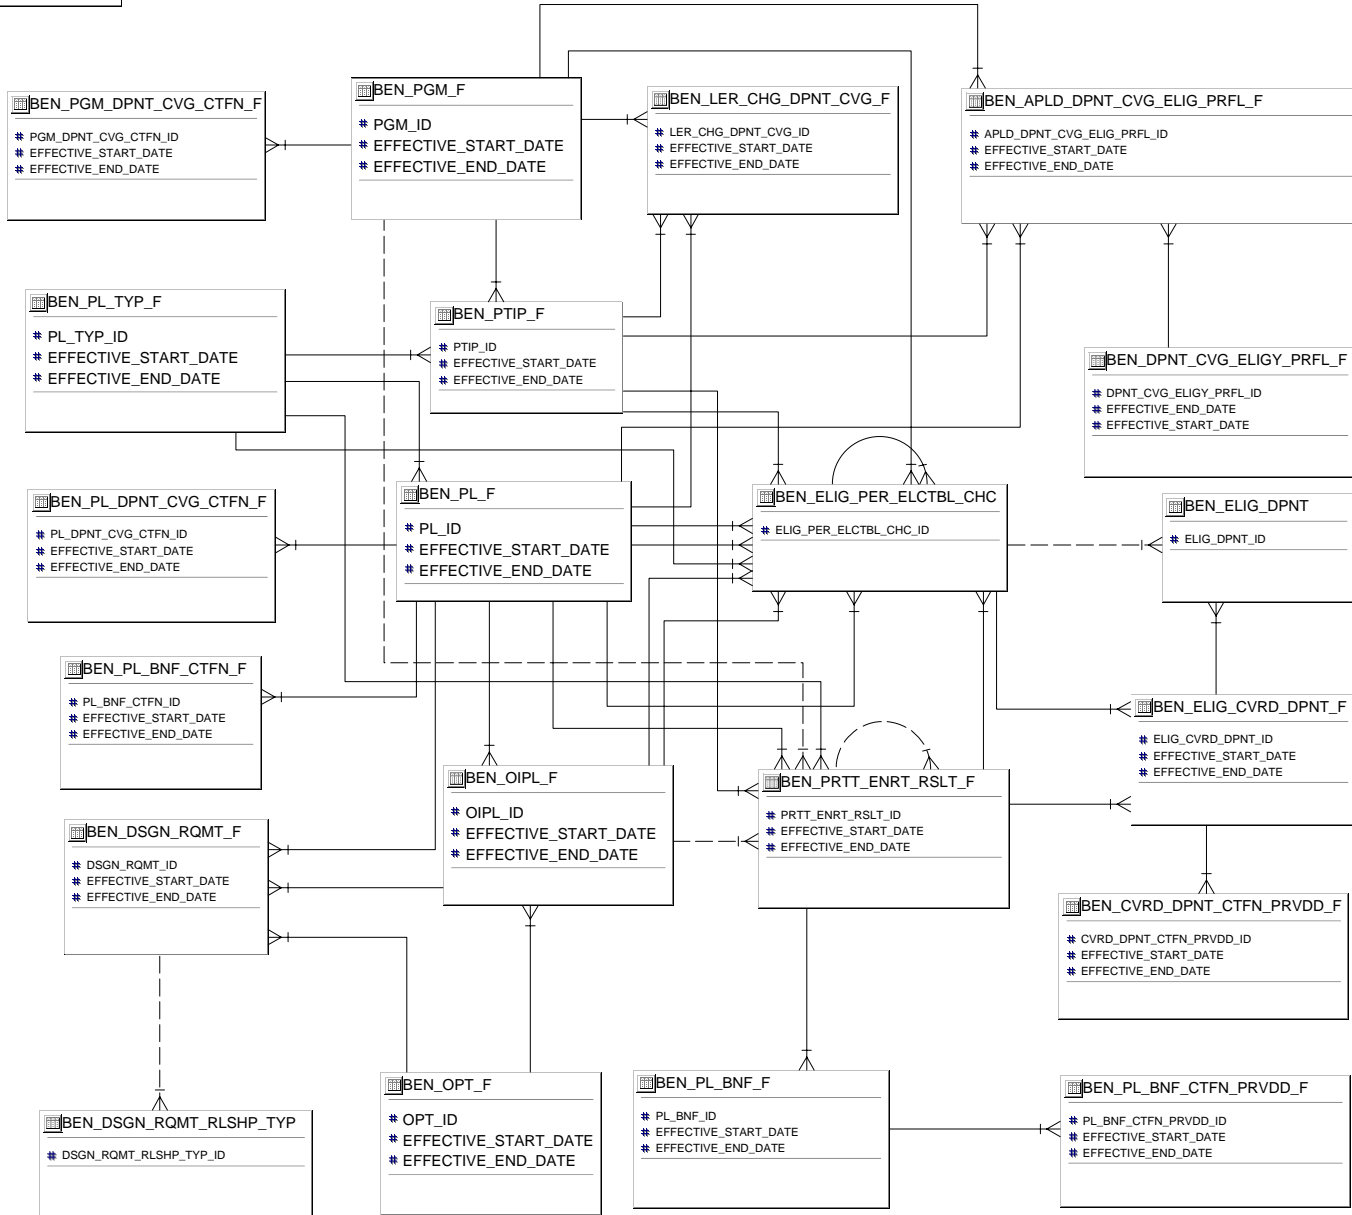 BEN_PGM_DPNT_CVG_CTFN_F
PGM_DPNT_CVG_CTFN_ID
EFFECTIVE_START_DATE
EFFECTIVE_END_DATE
BEN_PGM_F
PGM_ID
EFFECTIVE_START_DATE
EFFECTIVE_END_DATE
BEN_LER_CHG_DPNT_CVG_F
LER_CHG_DPNT_CVG_ID
EFFECTIVE_START_DATE
EFFECTIVE_END_DATE
BEN_APLD_DPNT_CVG_ELIG_PRFL_F
APLD_DPNT_CVG_ELIG_PRFL_ID
EFFECTIVE_START_DATE
EFFECTIVE_END_DATE
BEN_PL_TYP_F
PL_TYP_ID
EFFECTIVE_START_DATE
EFFECTIVE_END_DATE
BEN_PTIP_F
PTIP_ID
EFFECTIVE_START_DATE
EFFECTIVE_END_DATE
BEN_DPNT_CVG_ELIGY_PRFL_F
DPNT_CVG_ELIGY_PRFL_ID
EFFECTIVE_END_DATE
EFFECTIVE_START_DATE
BEN_PL_DPNT_CVG_CTFN_F
PL_DPNT_CVG_CTFN_ID
EFFECTIVE_START_DATE
EFFECTIVE_END_DATE
BEN_PL_F
PL_ID
EFFECTIVE_START_DATE
EFFECTIVE_END_DATE
BEN_ELIG_PER_ELCTBL_CHC
ELIG_PER_ELCTBL_CHC_ID
BEN_ELIG_DPNT
ELIG_DPNT_ID
BEN_PL_BNF_CTFN_F
PL_BNF_CTFN_ID
EFFECTIVE_START_DATE
EFFECTIVE_END_DATE
BEN_ELIG_CVRD_DPNT_F
ELIG_CVRD_DPNT_ID
EFFECTIVE_START_DATE
EFFECTIVE_END_DATE
BEN_OIPL_F
OIPL_ID
EFFECTIVE_START_DATE
EFFECTIVE_END_DATE
BEN_PRTT_ENRT_RSLT_F
PRTT_ENRT_RSLT_ID
EFFECTIVE_START_DATE
EFFECTIVE_END_DATE
BEN_DSGN_RQMT_F
DSGN_RQMT_ID
EFFECTIVE_START_DATE
EFFECTIVE_END_DATE
BEN_CVRD_DPNT_CTFN_PRVDD_F
CVRD_DPNT_CTFN_PRVDD_ID
EFFECTIVE_START_DATE
EFFECTIVE_END_DATE
BEN_DSGN_RQMT_RLSHP_TYP
DSGN_RQMT_RLSHP_TYP_ID
BEN_OPT_F
OPT_ID
EFFECTIVE_START_DATE
EFFECTIVE_END_DATE
BEN_PL_BNF_F
PL_BNF_ID
EFFECTIVE_START_DATE
EFFECTIVE_END_DATE
BEN_PL_BNF_CTFN_PRVDD_F
PL_BNF_CTFN_PRVDD_ID
EFFECTIVE_START_DATE
EFFECTIVE_END_DATE